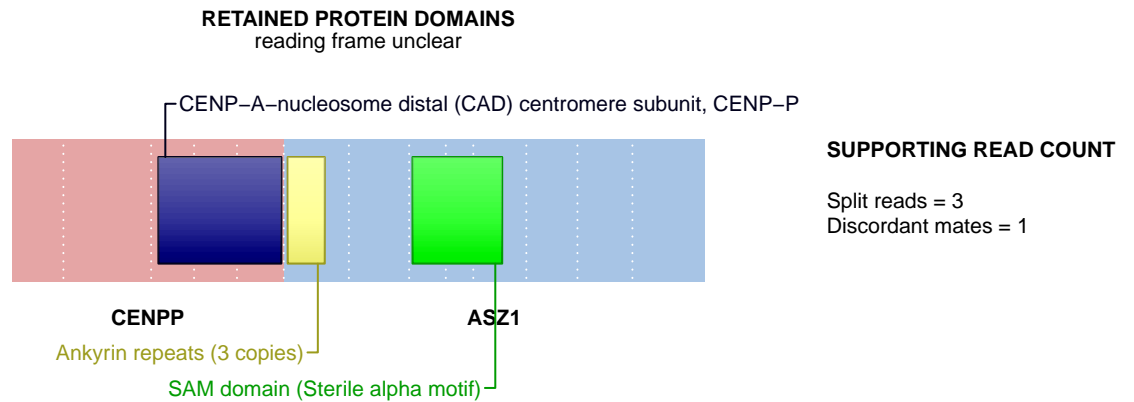 RETAINED PROTEIN DOMAINS
reading frame unclear
CENP−A−nucleosome distal (CAD) centromere subunit, CENP−P
SUPPORTING READ COUNT
Split reads = 3
Discordant mates = 1
CENPP
ASZ1
Ankyrin repeats (3 copies)
SAM domain (Sterile alpha motif)